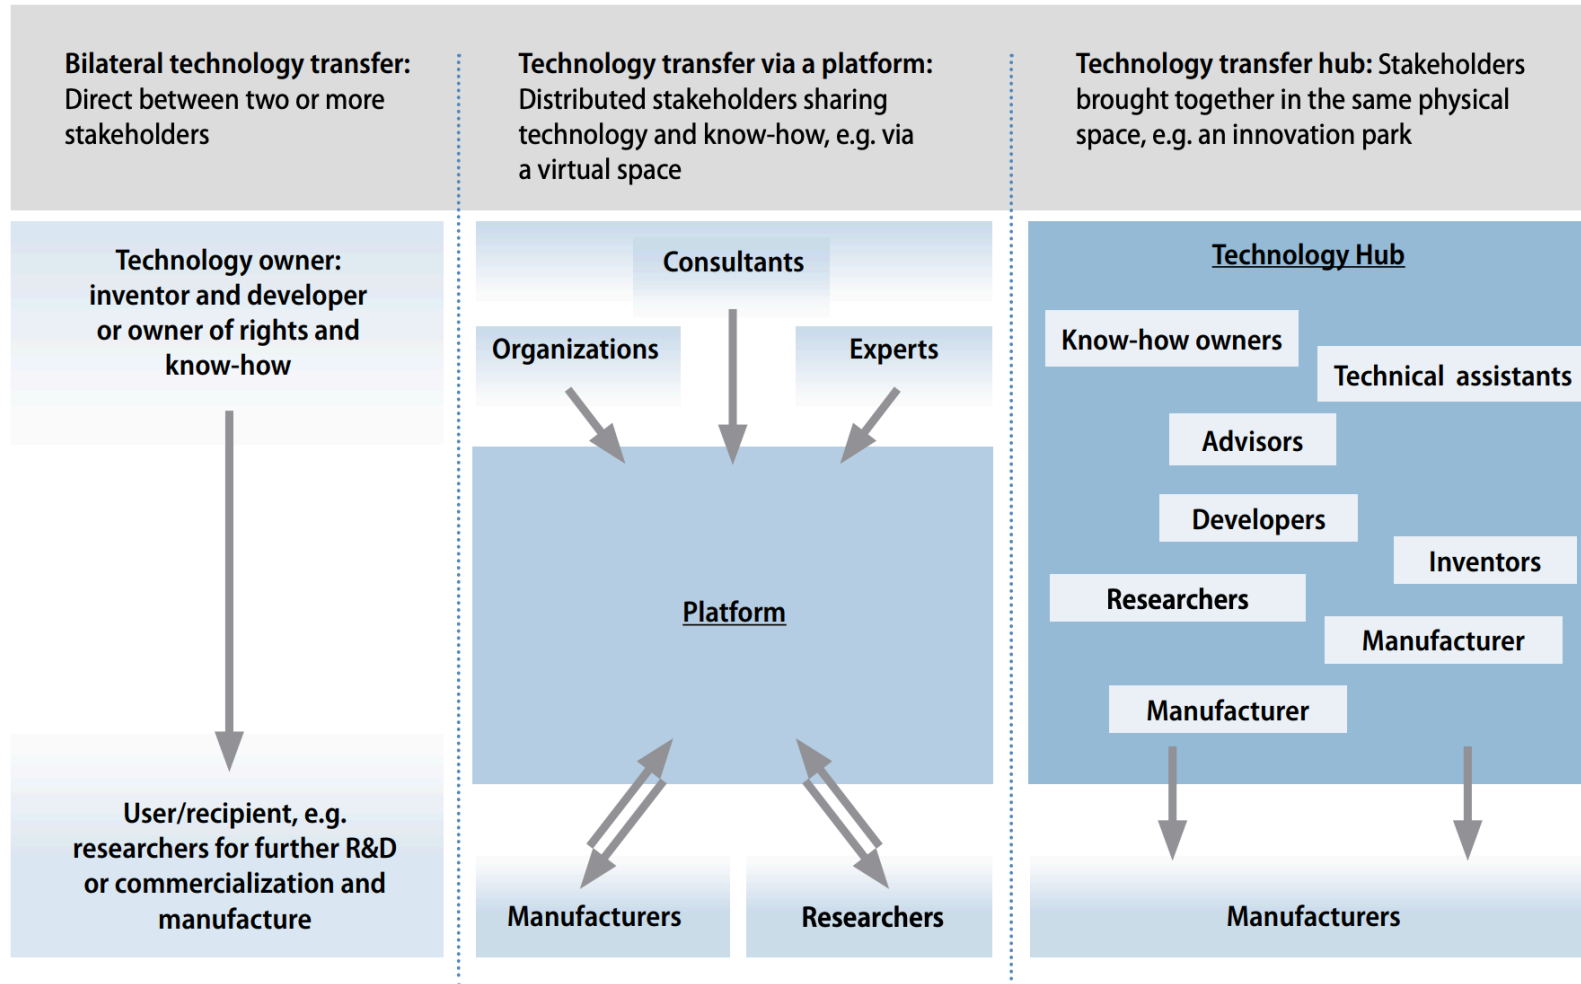 Bilateral technology transfer:
Direct between two or more
stakeholders
Technology transfer via a platform:
Distributed stakeholders sharing
technology and know-how, e.g. via
a virtual space
Technology transfer hub: Stakeholders
brought together in the same physical
space, e.g. an innovation park
Technology owner:
inventor and developer
or owner of rights and
know-how
User/recipient, e.g.
researchers for further R&D
or commercialization and
manufacture
Consultants
Organizations
Experts
Platform
Manufacturers
Researchers
Technology Hub
Know-how owners
Technical assistants
Advisors
Developers
Inventors
Researchers
Manufacturer
Manufacturer
Manufacturers